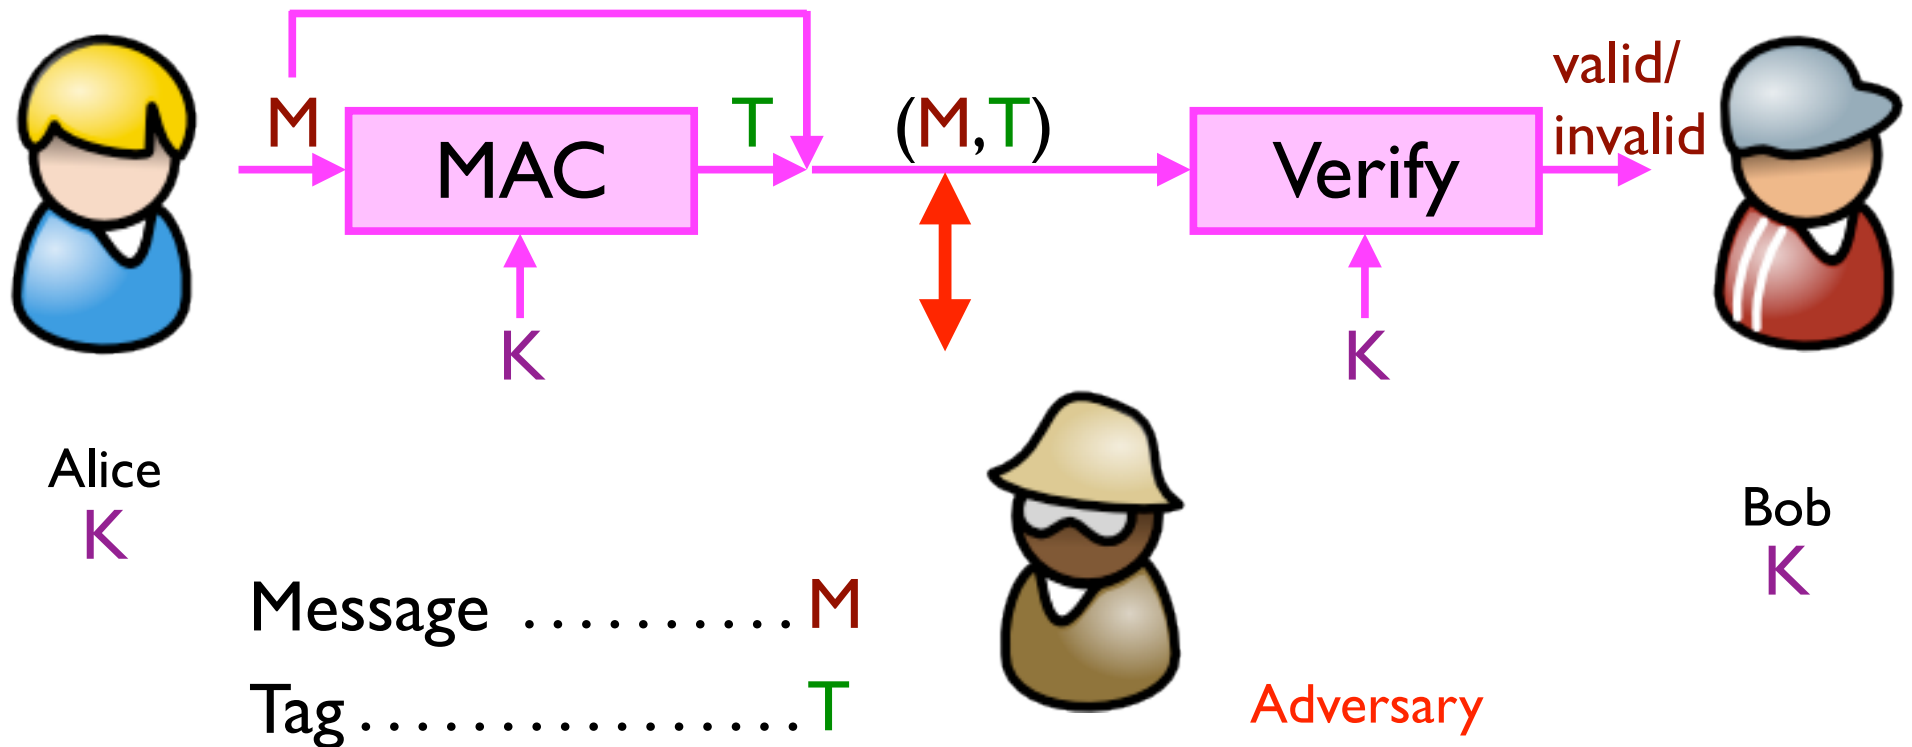 M
MAC
T
(M,T)
Verify
valid/
invalid
K
K
Alice
K
Bob
K
Message .......... M
Tag ................. T
Adversary